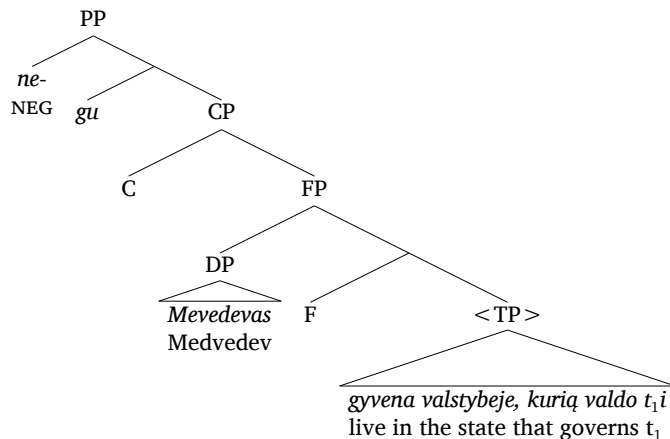 PP
ne-
NEG
gu
CP
C
FP
DP
Mevedevas
Medvedev
F
<TP>
gyvena valstybeje, kurią valdo t₁i
live in the state that governs t₁